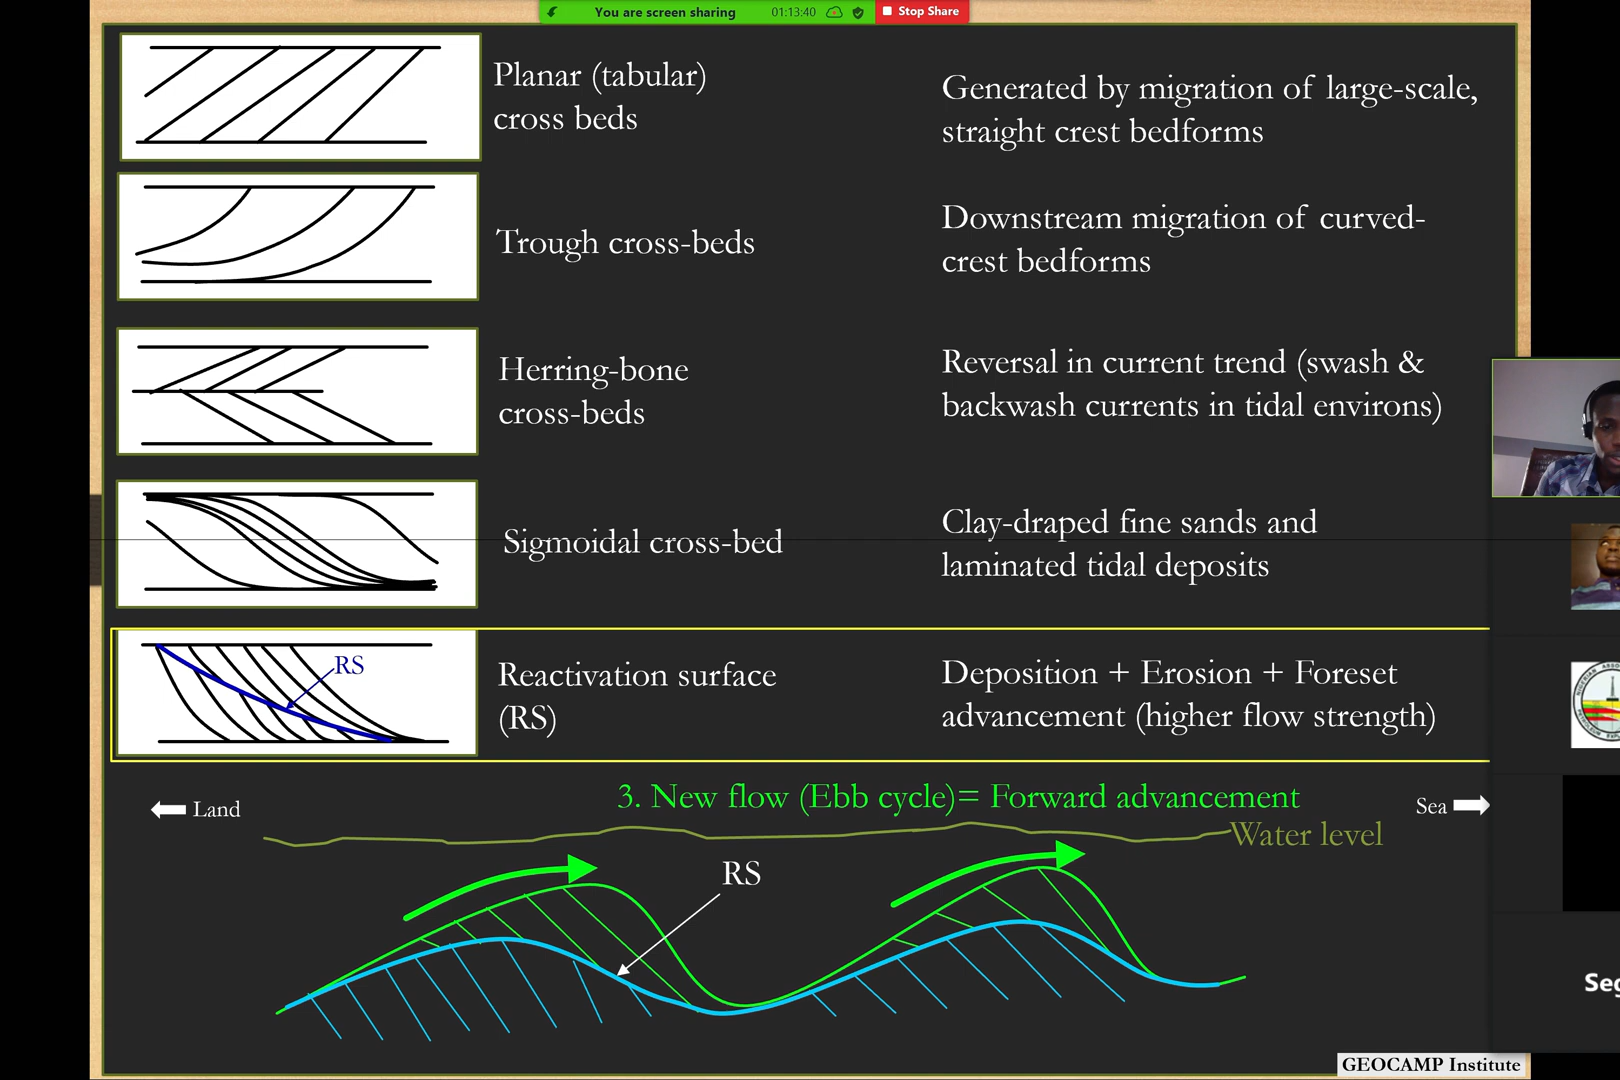 You are screen sharing 01:13:40 Stop Share
Planar (tabular)
cross beds
Generated by migration of large-scale,
straight crest bedforms
Trough cross-beds
Downstream migration of curved-
crest bedforms
Herring-bone
cross-beds
Reversal in current trend (swash &
backwash currents in tidal environs)
Sigmoidal cross-bed
Clay-draped fine sands and
laminated tidal deposits
RS
Reactivation surface
(RS)
Deposition + Erosion + Foreset
advancement (higher flow strength)
3. New flow (Ebb cycle)= Forward advancement
Land
Sea
Water level
RS
Seg
GEOCAMP Institute